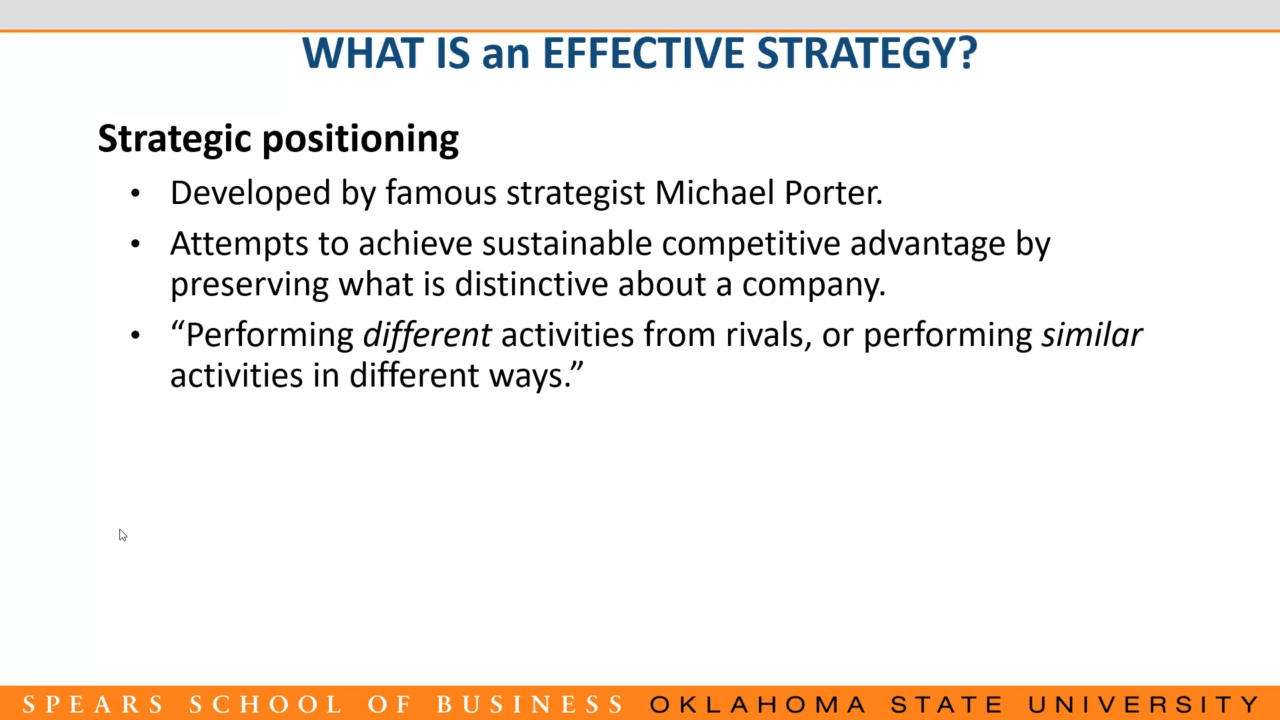 WHAT IS an EFFECTIVE STRATEGY?
Strategic positioning
• Developed by famous strategist Michael Porter.
• Attempts to achieve sustainable competitive advantage by
preserving what is distinctive about a company.
• “Performing different activities from rivals, or performing similar
activities in different ways.”
SPEARS SCHOOL OF BUSINESS OKLAHOMA STATE UNIVERSITY